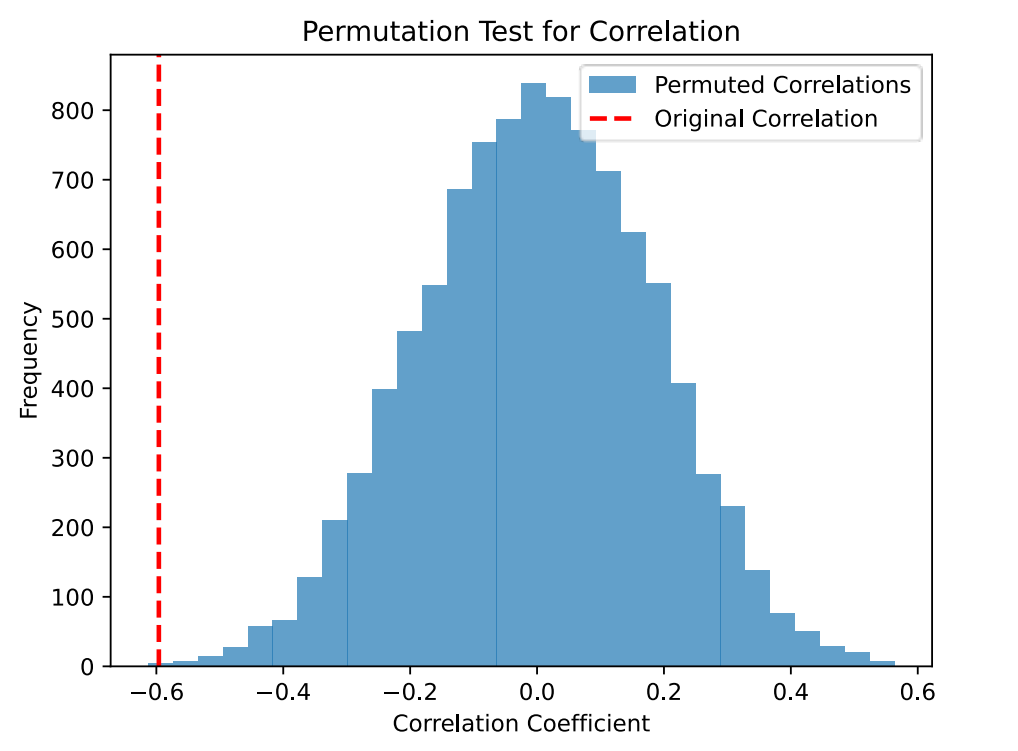 Permutation Test for Correlation
Permuted Correlations
Original Correlation
800
700
600
500
400
300
200
100
0
Frequency
−0.6 −0.4 −0.2 0.0 0.2 0.4 0.6
Correlation Coefficient